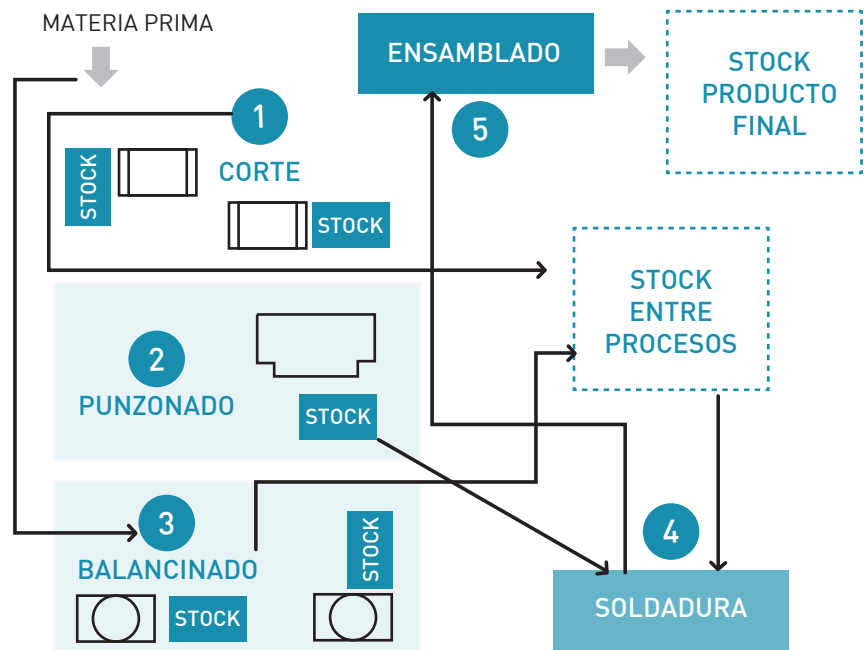 MATERIA PRIMA
1
CORTE
STOCK
STOCK
2
PUNZONADO
STOCK
3
BALANCINADO
STOCK
STOCK
ENSAMBLADO
5
STOCK
PRODUCTO
FINAL
STOCK
ENTRE
PROCESOS
4
SOLDADURA